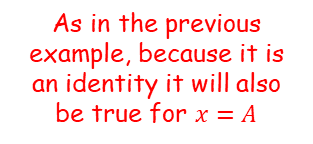 As in the previous
example, because it is
an identity it will also
be true for x = A